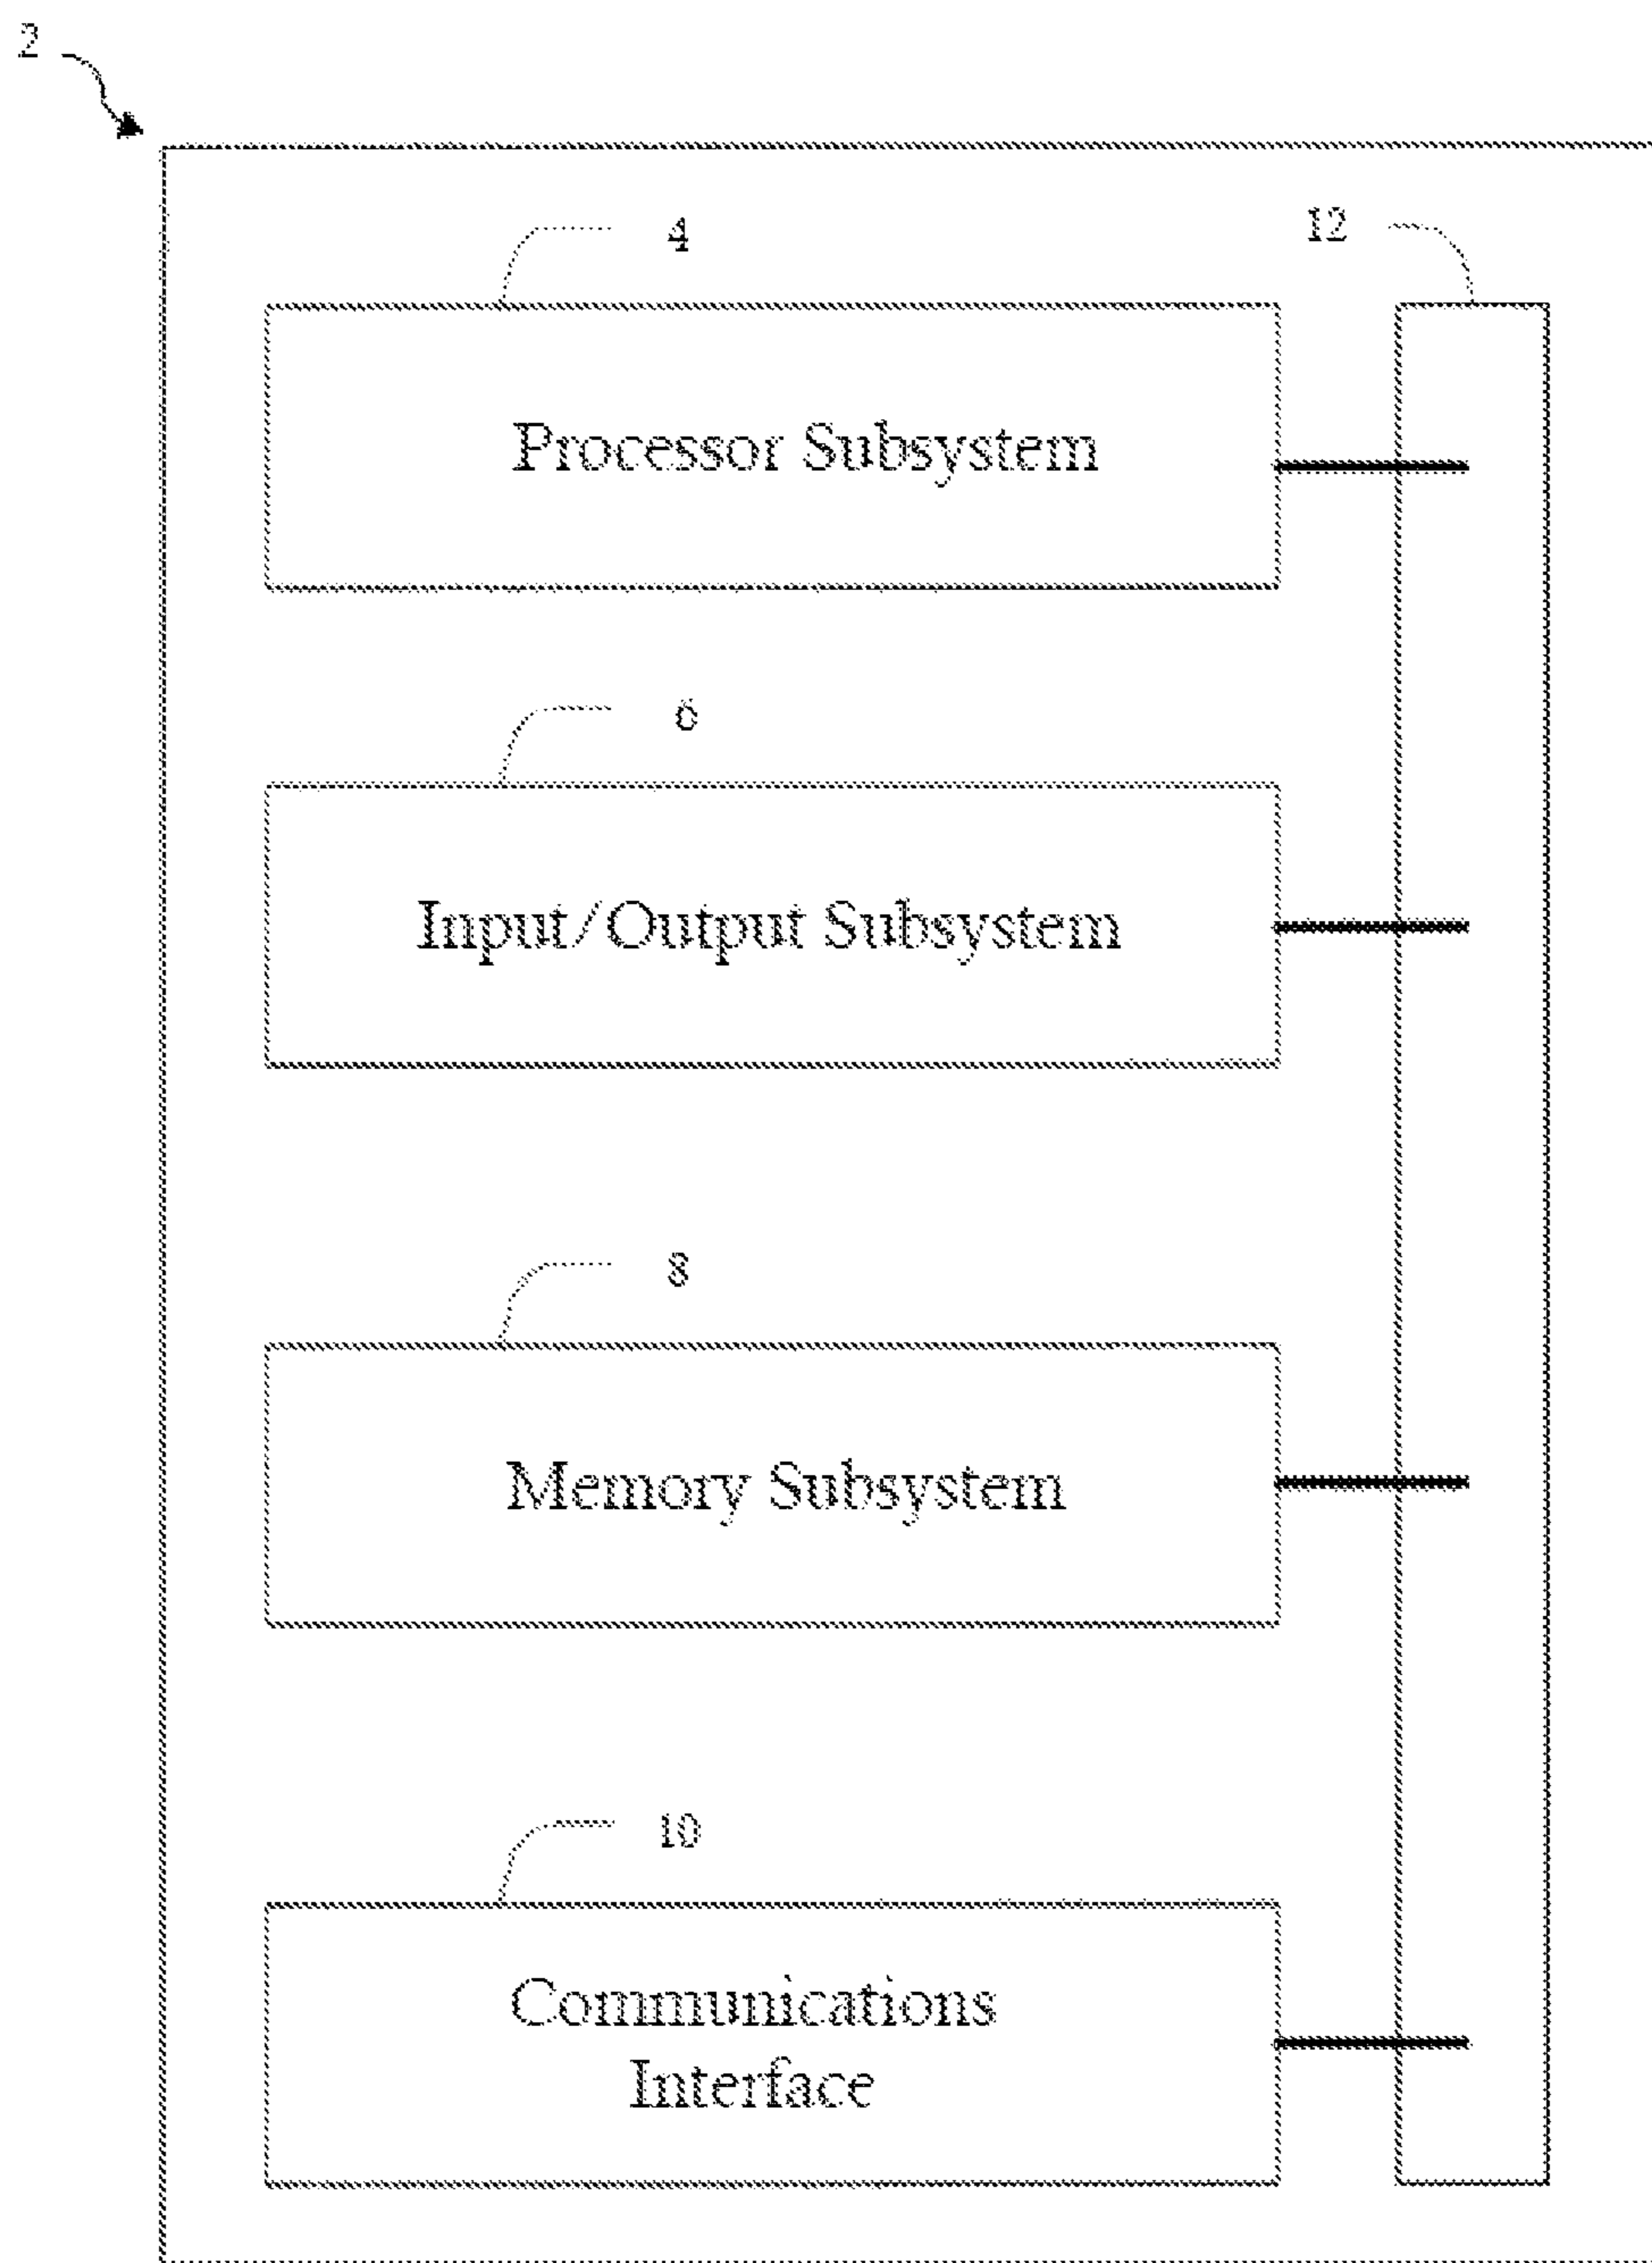 2
4
12
Processor Subsystem
6
Input/Output Subsystem
8
Memory Subsystem
10
Communications
Interface